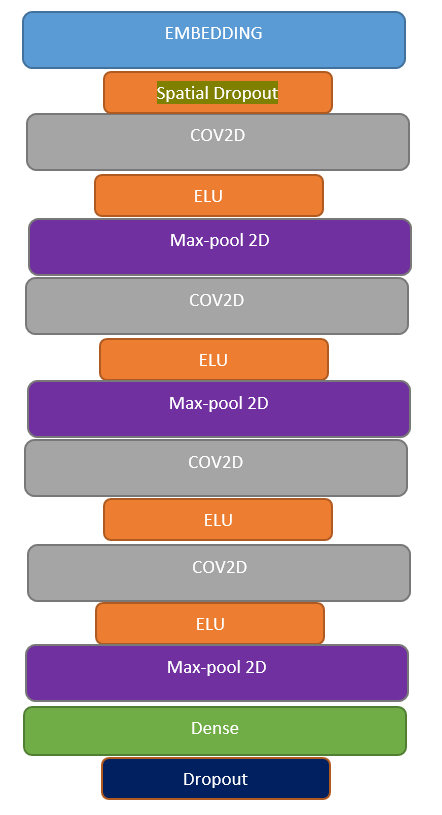 EMBEDDING
Spatial Dropout
COV2D
ELU
Max-pool 2D
COV2D
ELU
Max-pool 2D
COV2D
ELU
COV2D
ELU
Max-pool 2D
Dense
Dropout